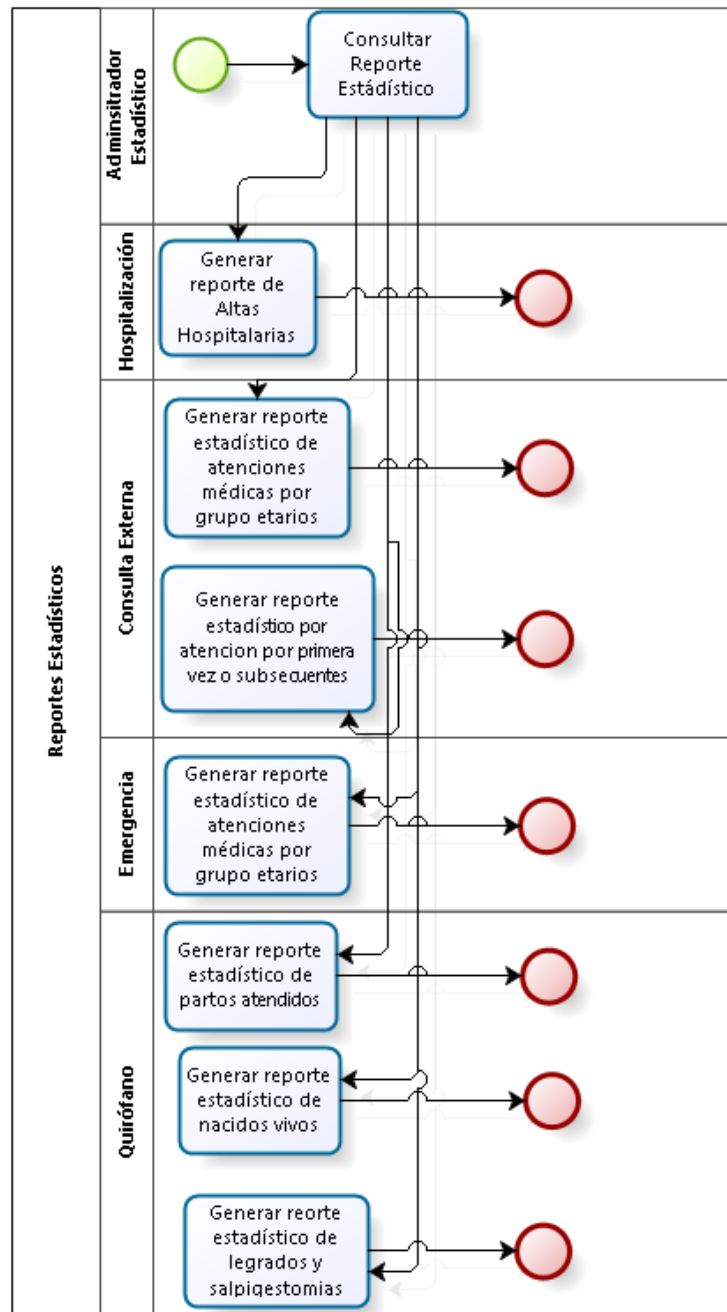 Reportes Estadísticos
Adminsitrador
Estadístico
Consultar
Reporte
Estádístico
Hospitalización
Generar
reporte de
Altas
Hospitalarias
Consulta Externa
Generar reporte
estadístico de
atenciones
médicas por
grupo etarios
Generar reporte
estadístico por
atencion por primera
vez o subsecuentes
Emergencia
Generar reporte
estadístico de
atenciones
médicas por
grupo etarios
Quirófano
Generar reporte
estadístico de
partos atendidos
Generar reporte
estadístico de
nacidos vivos
Generar reorte
estadístico de
legrados y
salpigestomias